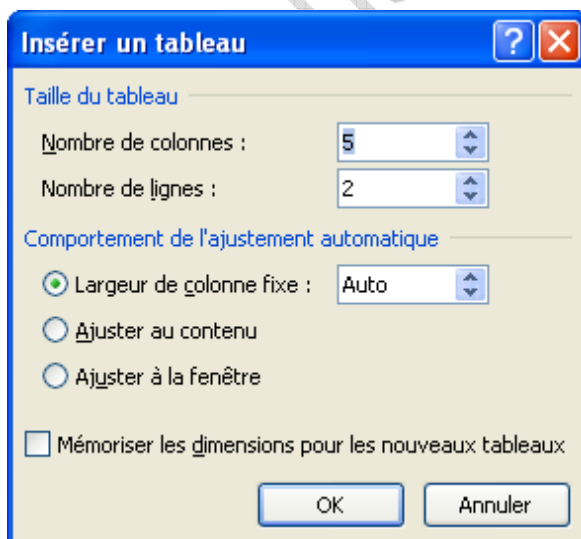 Insérer un tableau
Taille du tableau
Nombre de colonnes : 5
Nombre de lignes : 2
Comportement de l'ajustement automatique
Largeur de colonne fixe : Auto
Ajuster au contenu
Ajuster à la fenêtre
Mémoriser les dimensions pour les nouveaux tableaux
OK Annuler